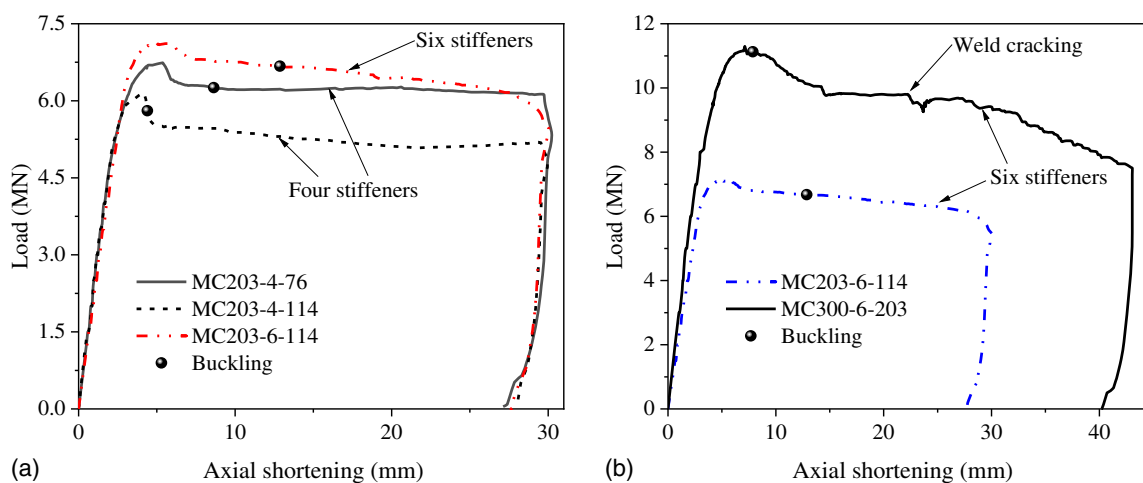 7.5
6.0
4.5
3.0
1.5
0.0
Load (MN)
Six stiffeners
Four stiffeners
MC203-4-76
MC203-4-114
MC203-6-114
Buckling
0 10 20 30
Axial shortening (mm)
(a)
12
10
8
6
4
2
0
Load (MN)
Weld cracking
Six stiffeners
MC203-6-114
MC300-6-203
Buckling
0 10 20 30 40
Axial shortening (mm)
(b)